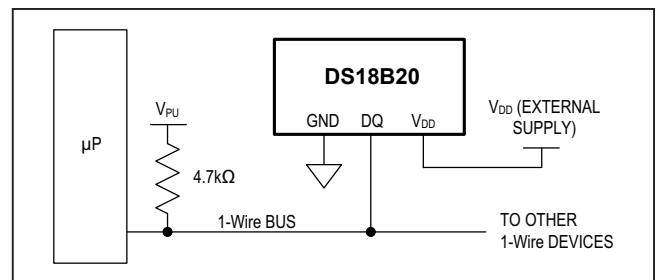 DS18B20
GND DQ VDD
VDD (EXTERNAL
SUPPLY)
µP
VPU
4.7kΩ
1-Wire BUS
TO OTHER
1-Wire DEVICES